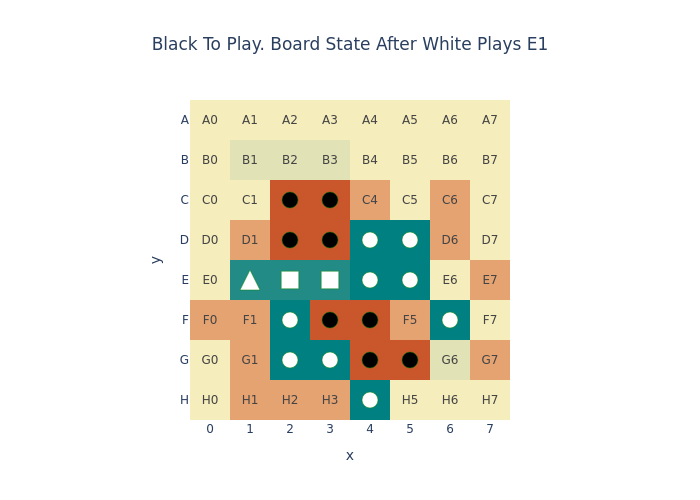 Black To Play. Board State After White Plays E1
A A0 A1 A2 A3 A4 A5 A6 A7
B B0 B1 B2 B3 B4 B5 B6 B7
C C0 C1 C4 C5 C6 C7
D D0 D1 D6 D7
y
E E0 E6 E7
F F0 F1 F5 F7
G G0 G1 G6 G7
H H0 H1 H2 H3 H5 H6 H7
0 1 2 3 4 5 6 7
x